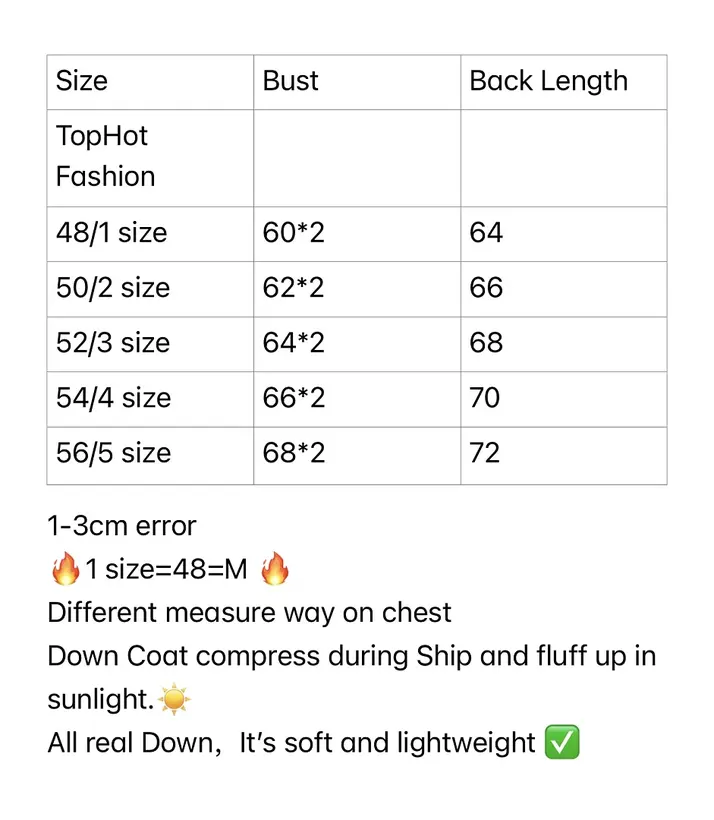 Size Bust Back Length
TopHot
Fashion
48/1 size 60*2 64
50/2 size 62*2 66
52/3 size 64*2 68
54/4 size 66*2 70
56/5 size 68*2 72
1-3cm error
🔥1 size=48=M 🔥
Different measure way on chest
Down Coat compress during Ship and fluff up in
sunlight.☀️
All real Down，It’s soft and lightweight ✅